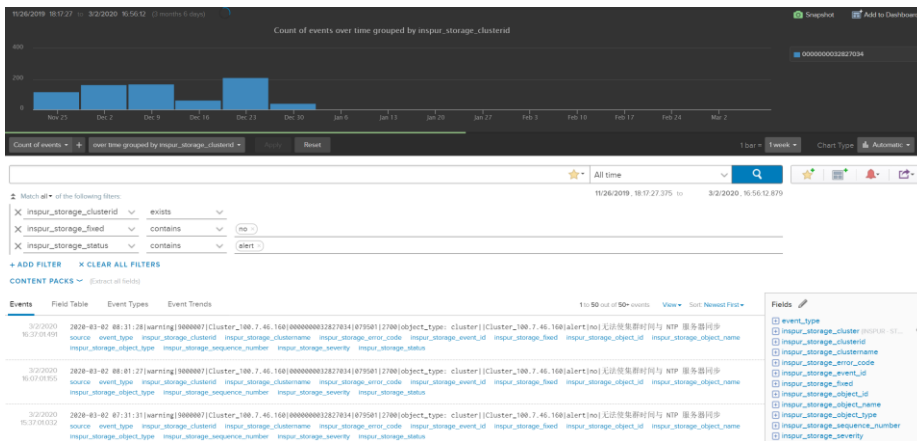 11/26/2019 18:17:27 to 3/2/2020 16:56:12 (3 months 6 days)
Snapshot Add to Dashboard
Count of events over time grouped by inspur_storage_clusterid
400
200
0
Nov 25 Dec 2 Dec 9 Dec 16 Dec 23 Dec 30 Jan 6 Jan 13 Jan 20 Jan 27 Feb 3 Feb 10 Feb 17 Feb 24 Mar 2
0000000032827034
Count of events + over time grouped by inspur_storage_clusterid Apply Reset 1 bar = 1 week Chart Type Automatic
All time
11/26/2019 , 18:17:27.375 to 3/2/2020 , 16:56:12.879
Match all of the following filters:
inspur_storage_clusterid exists
inspur_storage_fixed contains no
inspur_storage_status contains alert
+ ADD FILTER × CLEAR ALL FILTERS
CONTENT PACKS (Extract all fields)
Events Field Table Event Types Event Trends 1 to 50 out of 50+ events View Sort: Newest First
3/2/2020
16:37:01.491
2020-03-02 08:31:28|warning|9000007|Cluster_100.7.46.160|0000000032827034|079501|2700|object_type: cluster||Cluster_100.7.46.160|alert|no|无法使集群时间与 NTP 服务器同步
source event_type inspur_storage_clusterid inspur_storage_clustername inspur_storage_error_code inspur_storage_event_id inspur_storage_fixed inspur_storage_object_id inspur_storage_object_name
inspur_storage_object_type inspur_storage_sequence_number inspur_storage_severity inspur_storage_status
3/2/2020
16:07:01.155
2020-03-02 08:01:27|warning|9000007|Cluster_100.7.46.160|0000000032827034|079501|2700|object_type: cluster||Cluster_100.7.46.160|alert|no|无法使集群时间与 NTP 服务器同步
source event_type inspur_storage_clusterid inspur_storage_clustername inspur_storage_error_code inspur_storage_event_id inspur_storage_fixed inspur_storage_object_id inspur_storage_object_name
inspur_storage_object_type inspur_storage_sequence_number inspur_storage_severity inspur_storage_status
3/2/2020
15:37:01.032
2020-03-02 07:31:31|warning|9000007|Cluster_100.7.46.160|0000000032827034|079501|2700|object_type: cluster||Cluster_100.7.46.160|alert|no|无法使集群时间与 NTP 服务器同步
source event_type inspur_storage_clusterid inspur_storage_clustername inspur_storage_error_code inspur_storage_event_id inspur_storage_fixed inspur_storage_object_id inspur_storage_object_name
inspur_storage_object_type inspur_storage_sequence_number inspur_storage_severity inspur_storage_status
Fields
event_type
inspur_storage_cluster (INSPUR - ST...
inspur_storage_clusterid
inspur_storage_clustername
inspur_storage_error_code
inspur_storage_event_id
inspur_storage_fixed
inspur_storage_object_id
inspur_storage_object_name
inspur_storage_object_type
inspur_storage_sequence_number
inspur_storage_severity